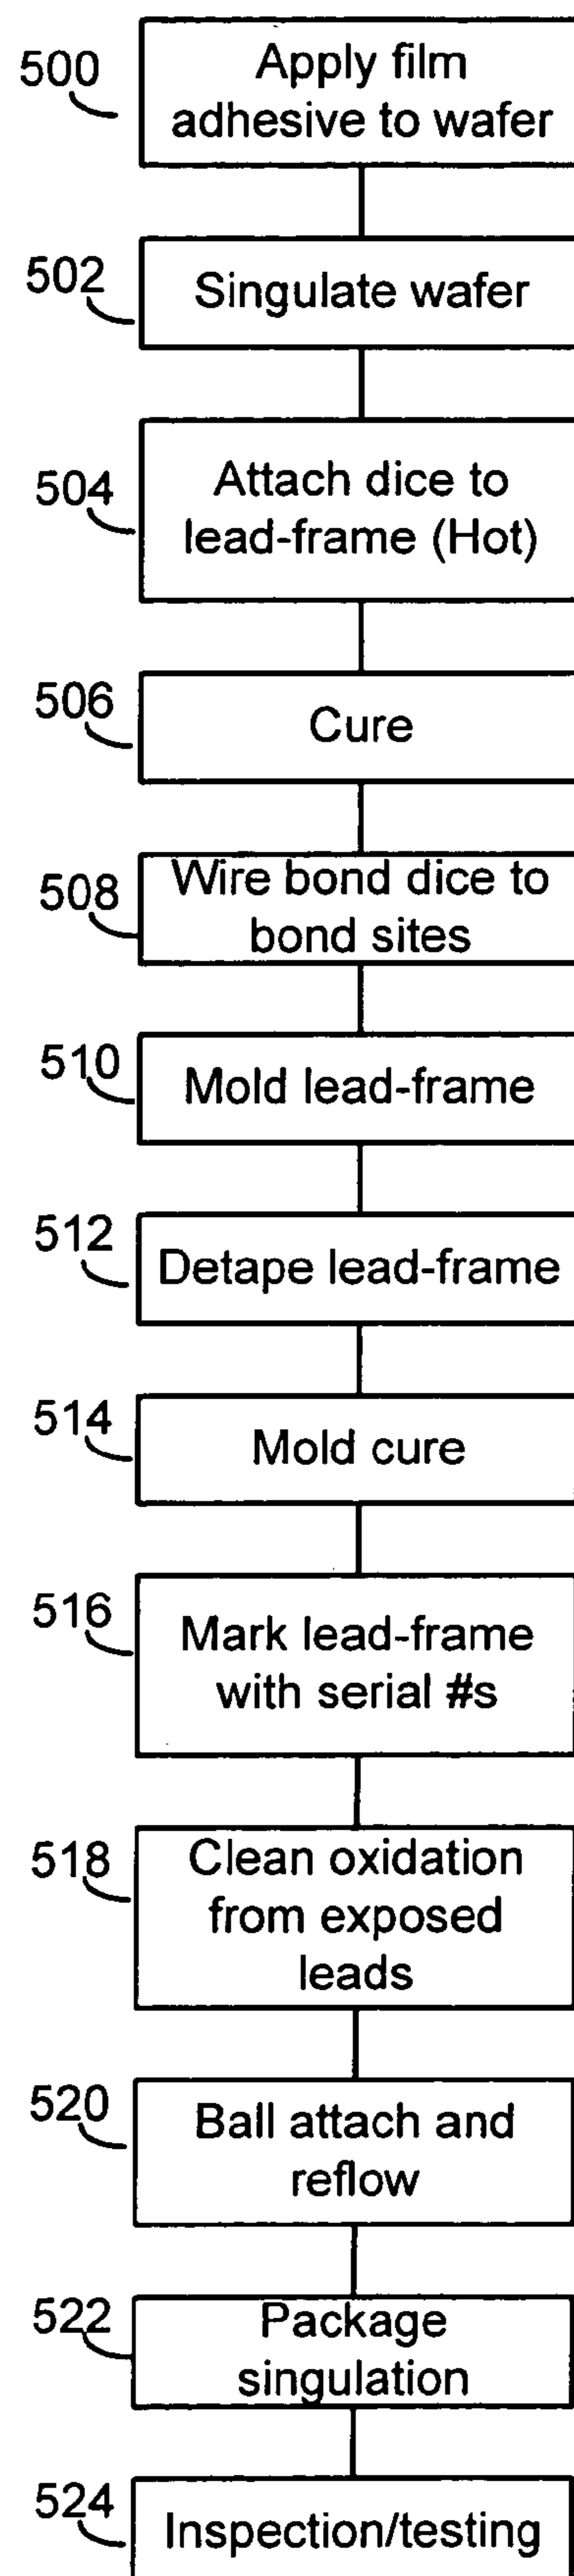 500
Apply film
adhesive to wafer
502
Singulate wafer
504
Attach dice to
lead-frame (Hot)
506
Cure
508
Wire bond dice to
bond sites
510
Mold lead-frame
512
Detape lead-frame
514
Mold cure
516
Mark lead-frame
with serial #s
518
Clean oxidation
from exposed
leads
520
Ball attach and
reflow
522
Package
singulation
524
Inspection/testing